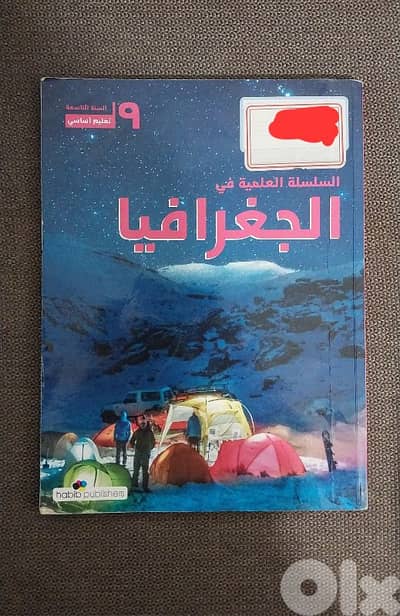 السنة التاسعة
تعليم أساسي
٩
السلسلة العلمية في
الجغرافيا
habib publishers
OLX